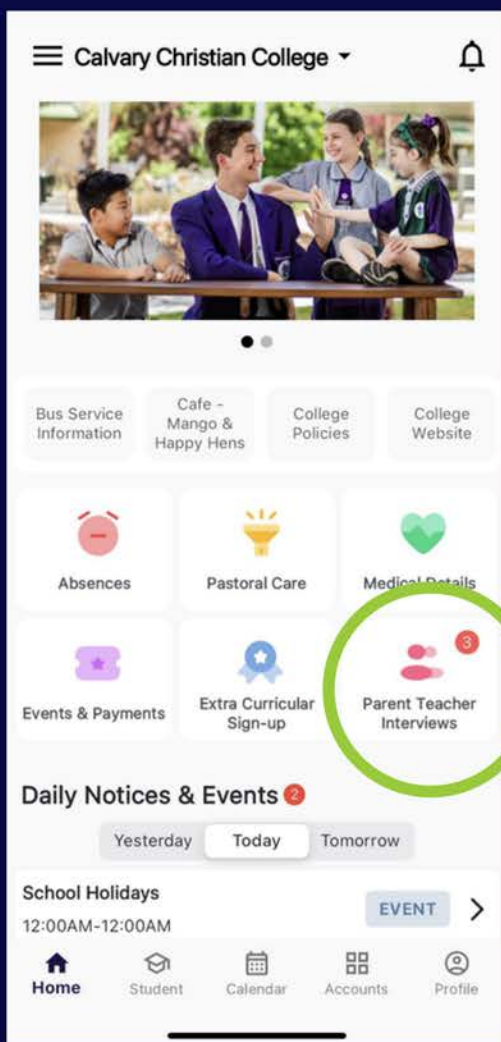 Calvary Christian College
Bus Service
Information
Cafe -
Mango &
Happy Hens
College
Policies
College
Website
Absences
Pastoral Care
Medical Details
3
Events & Payments
Extra Curricular
Sign-up
Parent Teacher
Interviews
Daily Notices & Events 2
Yesterday Today Tomorrow
School Holidays
12:00AM-12:00AM
EVENT
Home Student Calendar Accounts Profile